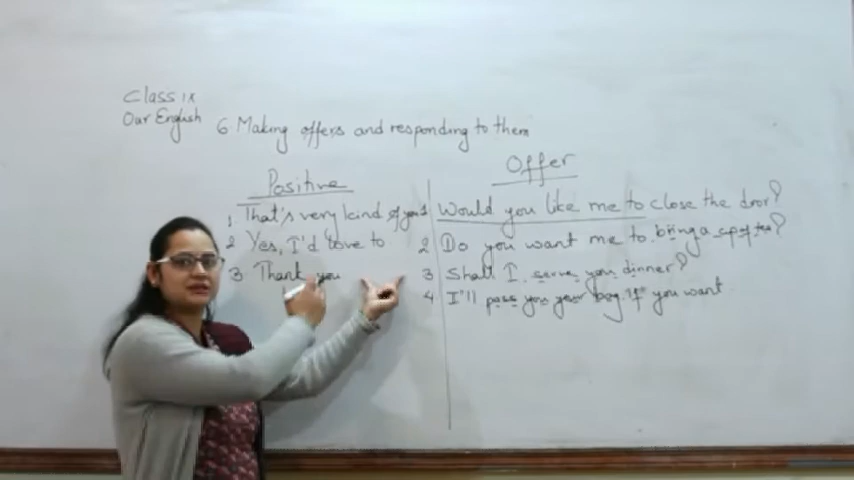 Class ix
Our English
6 Making offers and responding to them
Positive
1 That's very kind of you
2 Yes, I'd love to
3 Thank you
Offer
1 Would you like me to close the door?
2 Do you want me to bring a cup of tea?
3 Shall I serve you dinner?
4. I'll pass you your bag if you want